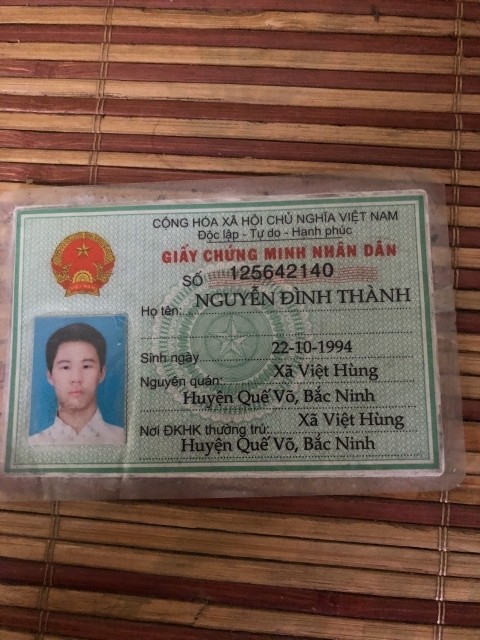 CỘNG HÒA XÃ HỘI CHỦ NGHĨA VIỆT NAM
Độc lập - Tự do - Hạnh phúc
GIẤY CHỨNG MINH NHÂN DÂN
SỐ 125642140
Họ tên: NGUYỄN ĐÌNH THÀNH
Sinh ngày 22-10-1994
Nguyên quán: Xã Việt Hùng
Huyện Quế Võ, Bắc Ninh
Nơi ĐKHK thường trú: Xã Việt Hùng
Huyện Quế Võ, Bắc Ninh